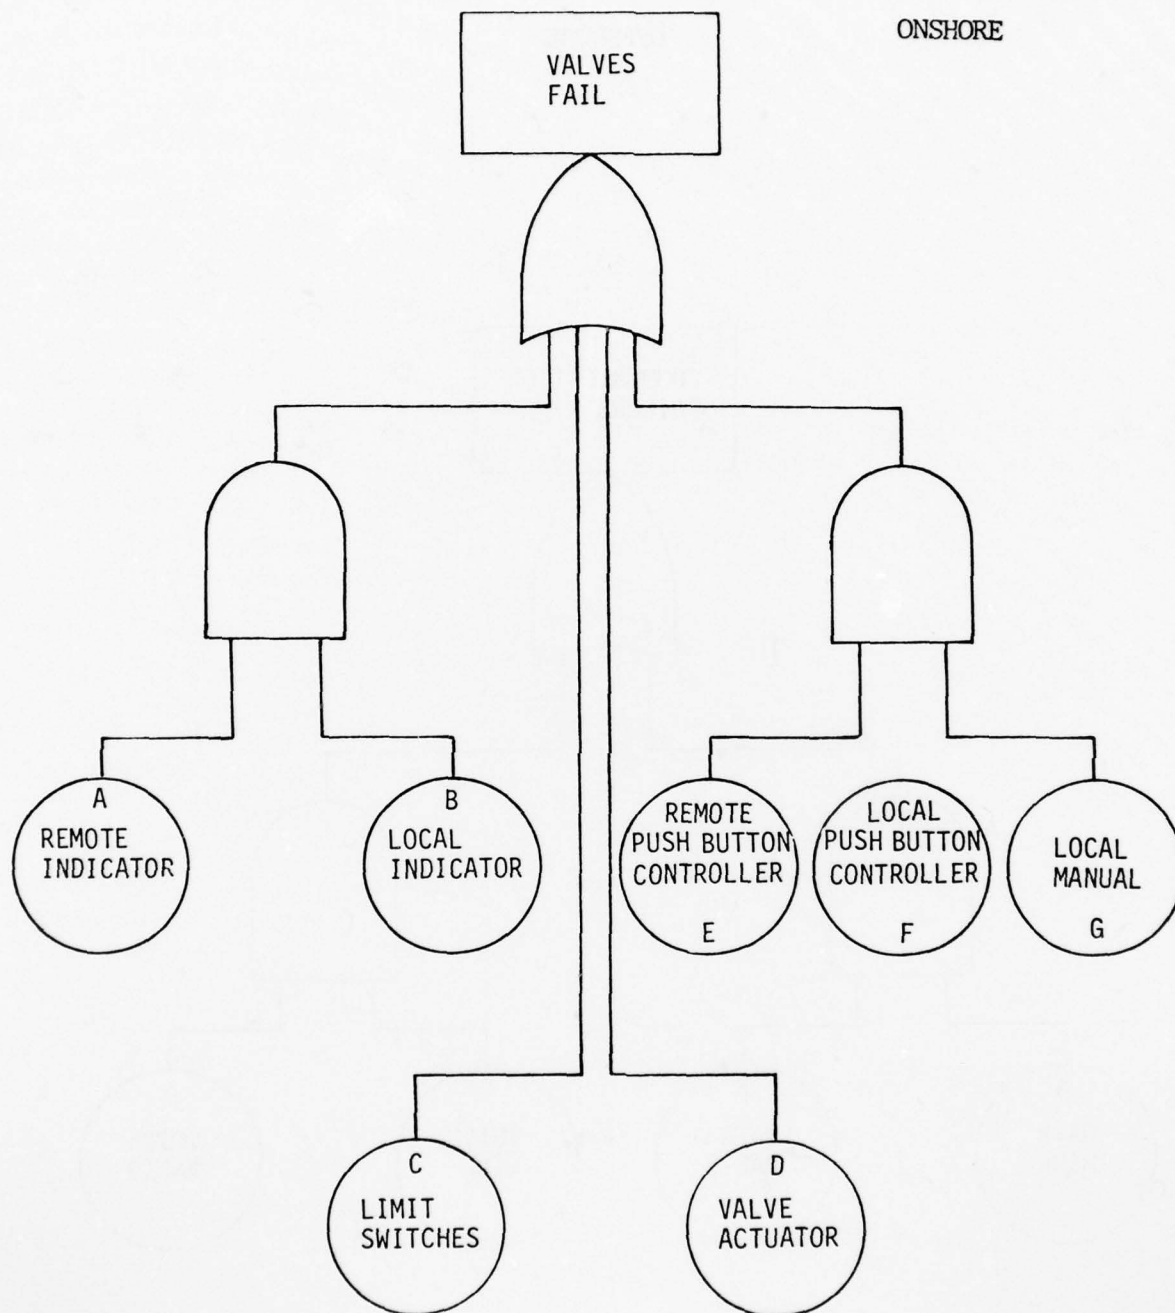 ONSHORE
VALVES
FAIL
A
REMOTE
INDICATOR
B
LOCAL
INDICATOR
REMOTE
PUSH BUTTON
CONTROLLER
E
LOCAL
PUSH BUTTON
CONTROLLER
F
LOCAL
MANUAL
G
C
LIMIT
SWITCHES
D
VALVE
ACTUATOR